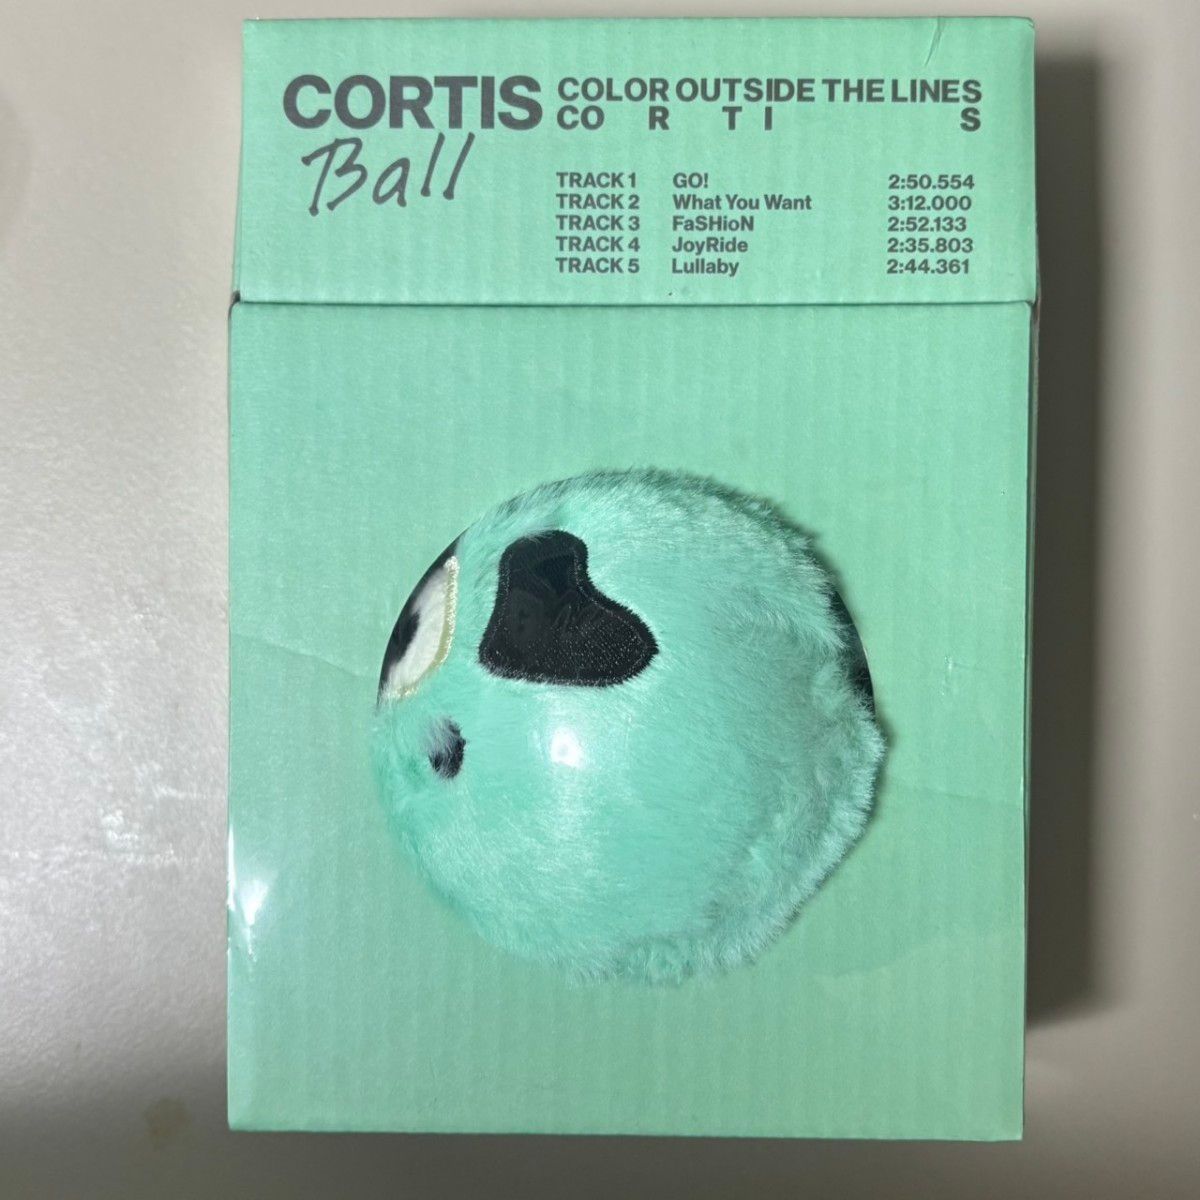 CORTIS
Ball
COLOR OUTSIDE THE LINES
CO R T I S
TRACK 1 GO! 2:50.554
TRACK 2 What You Want 3:12.000
TRACK 3 FaSHioN 2:52.133
TRACK 4 JoyRide 2:35.803
TRACK 5 Lullaby 2:44.361